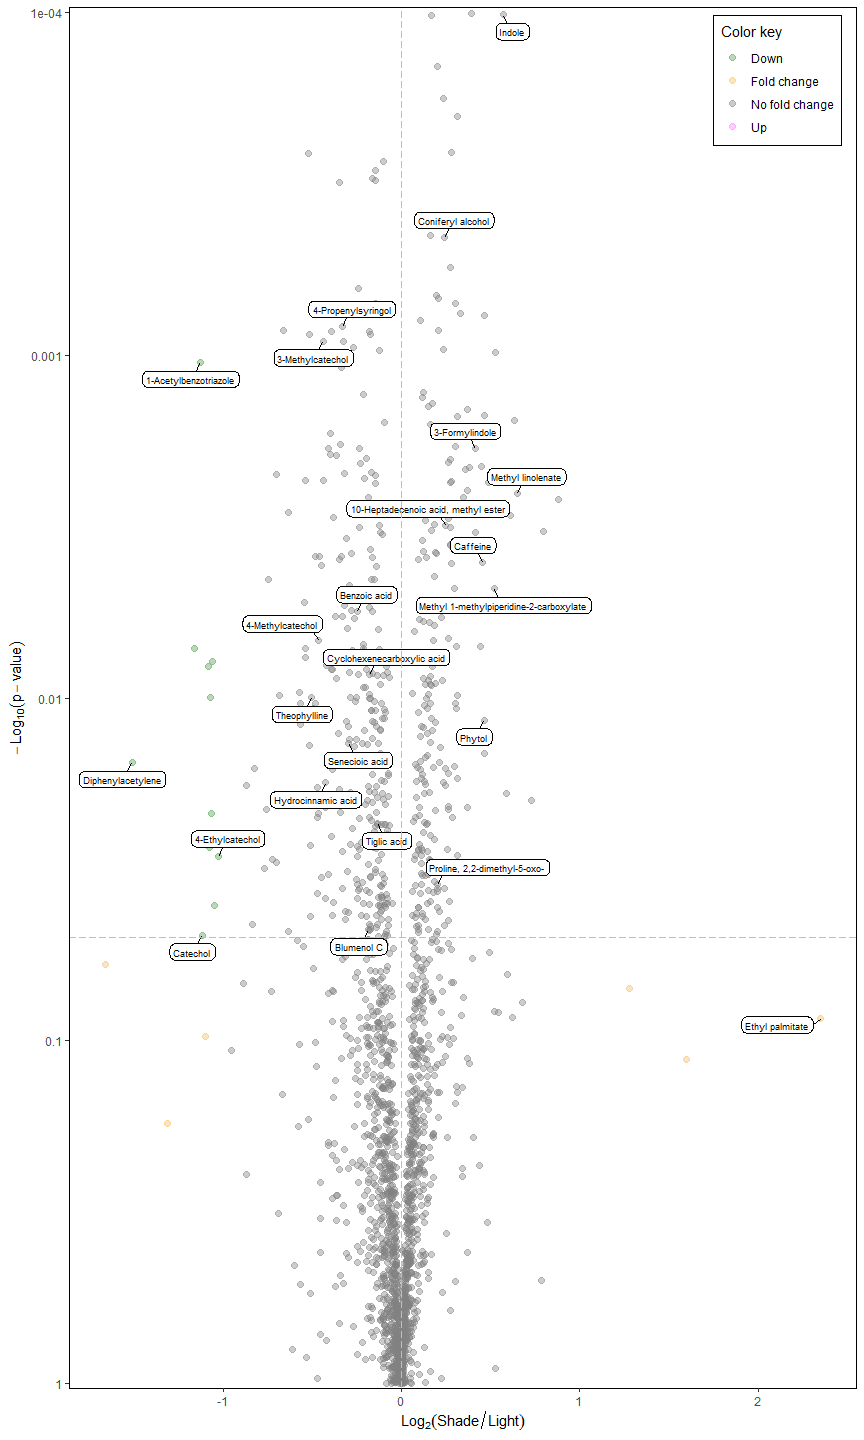 1e-04
Indole
Color key
Down
Fold change
No fold change
Up
Coniferyl alcohol
4-Propenylsyringol
0.001
3-Methylcatechol
1-Acetylbenzotriazole
3-Formylindole
Methyl linolenate
10-Heptadecenoic acid, methyl ester
Caffeine
Benzoic acid
Methyl 1-methylpiperidine-2-carboxylate
4-Methylcatechol
Cyclohexenecarboxylic acid
−Log10(p−value)
0.01
Theophylline
Phytol
Senecioic acid
Diphenylacetylene
Hydrocinnamic acid
4-Ethylcatechol
Tiglic acid
Proline, 2,2-dimethyl-5-oxo-
Blumenol C
Catechol
Ethyl palmitate
0.1
1
-1
0
1
2
Log2(Shade/Light)